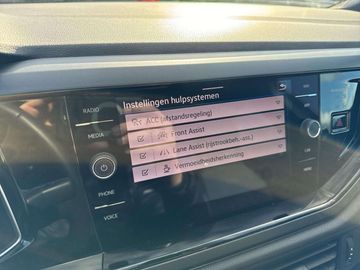 Instellingen hulpsystemen
RADIO
ACC (afstandsregeling)
MEDIA
Front Assist
Lane Assist (rijstrookbeh.-ass.)
Vermoeidheidsherkenning
PHONE
VOICE